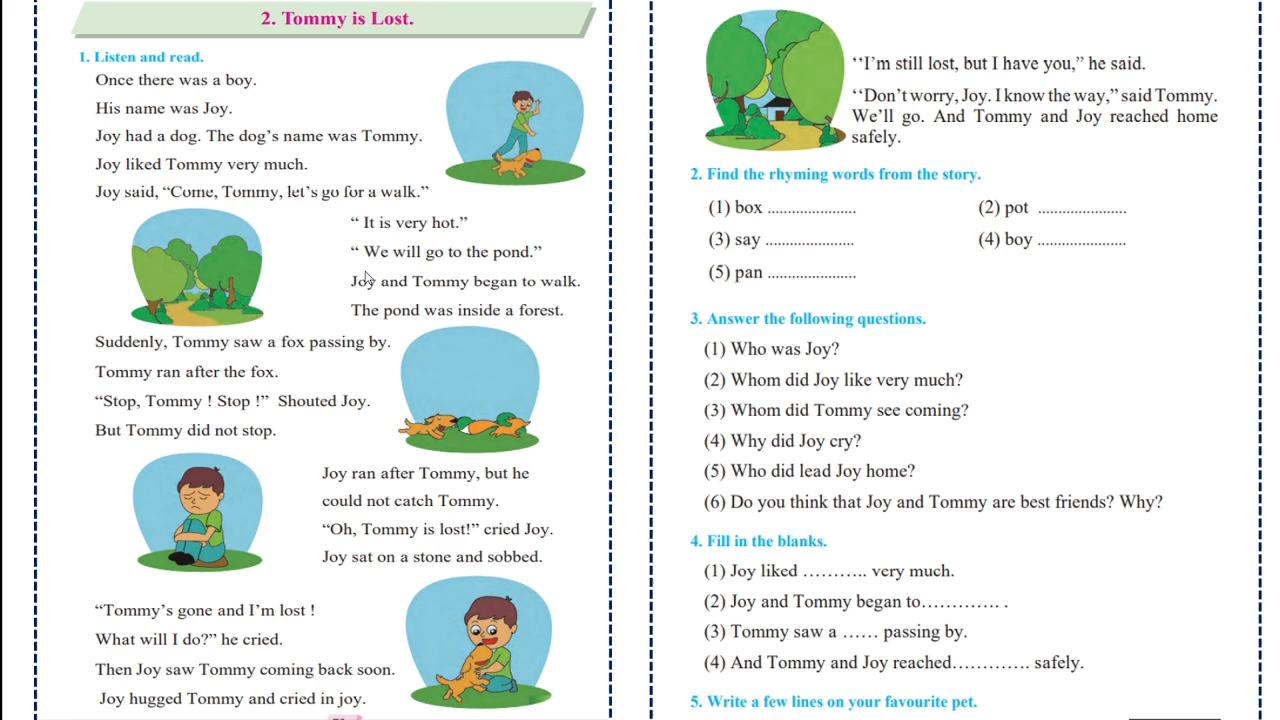 2. Tommy is Lost.
1. Listen and read.
Once there was a boy.
His name was Joy.
Joy had a dog. The dog's name was Tommy.
Joy liked Tommy very much.
Joy said, “Come, Tommy, let's go for a walk.”
“ It is very hot.”
“ We will go to the pond.”
Joy and Tommy began to walk.
The pond was inside a forest.
Suddenly, Tommy saw a fox passing by.
Tommy ran after the fox.
“Stop, Tommy ! Stop !” Shouted Joy.
But Tommy did not stop.
Joy ran after Tommy, but he
could not catch Tommy.
“Oh, Tommy is lost!” cried Joy.
Joy sat on a stone and sobbed.
“Tommy's gone and I'm lost !
What will I do?” he cried.
Then Joy saw Tommy coming back soon.
Joy hugged Tommy and cried in joy.
‘‘I'm still lost, but I have you,” he said.
‘‘Don't worry, Joy. I know the way,” said Tommy.
We'll go. And Tommy and Joy reached home
safely.
2. Find the rhyming words from the story.
(1) box ...................... (2) pot ......................
(3) say ...................... (4) boy ......................
(5) pan ......................
3. Answer the following questions.
(1) Who was Joy?
(2) Whom did Joy like very much?
(3) Whom did Tommy see coming?
(4) Why did Joy cry?
(5) Who did lead Joy home?
(6) Do you think that Joy and Tommy are best friends? Why?
4. Fill in the blanks.
(1) Joy liked ……….. very much.
(2) Joy and Tommy began to…………. .
(3) Tommy saw a …… passing by.
(4) And Tommy and Joy reached…………. safely.
5. Write a few lines on your favourite pet.